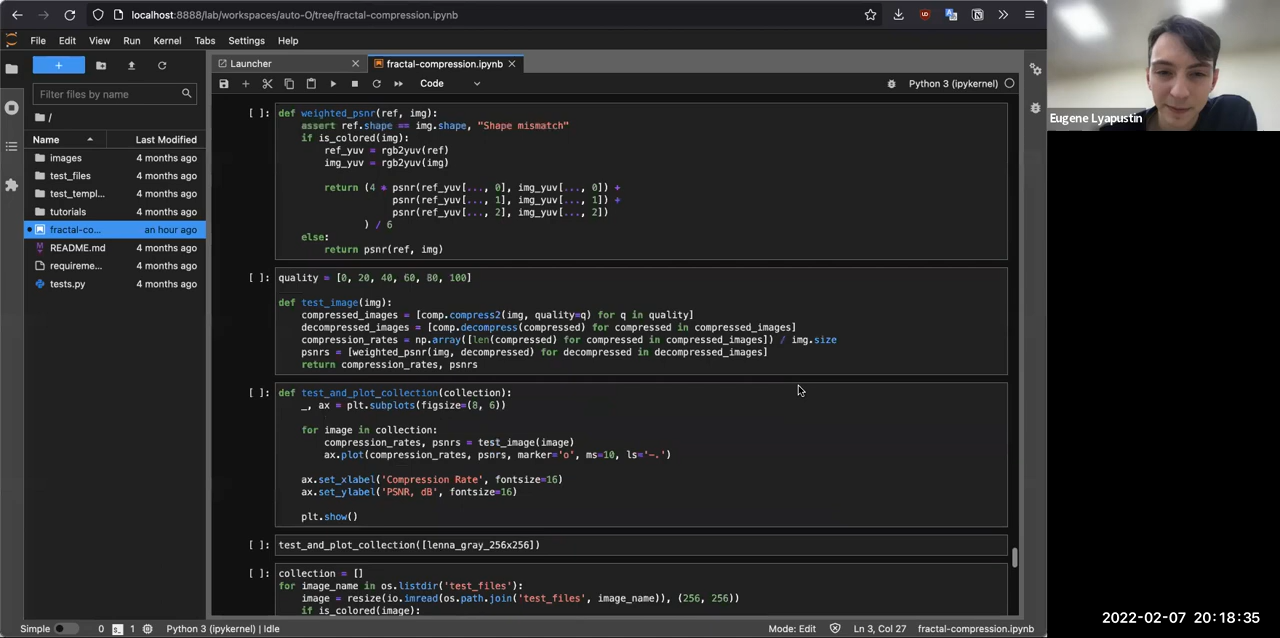 localhost:8888/lab/workspaces/auto-O/tree/fractal-compression.ipynb
File Edit View Run Kernel Tabs Settings Help
Launcher
fractal-compression.ipynb
Code
Python 3 (ipykernel)
Filter files by name
/
Name Last Modified
images 4 months ago
test_files 4 months ago
test_templ... 4 months ago
tutorials 4 months ago
fractal-co... an hour ago
README.md 4 months ago
requireme... 4 months ago
tests.py 4 months ago
[ ]: def weighted_psnr(ref, img):
assert ref.shape == img.shape, "Shape mismatch"
if is_colored(img):
ref_yuv = rgb2yuv(ref)
img_yuv = rgb2yuv(img)
return (4 * psnr(ref_yuv[..., 0], img_yuv[..., 0]) +
psnr(ref_yuv[..., 1], img_yuv[..., 1]) +
psnr(ref_yuv[..., 2], img_yuv[..., 2])
) / 6
else:
return psnr(ref, img)
[ ]: quality = [0, 20, 40, 60, 80, 100]
def test_image(img):
compressed_images = [comp.compress2(img, quality=q) for q in quality]
decompressed_images = [comp.decompress(compressed) for compressed in compressed_images]
compression_rates = np.array([len(compressed) for compressed in compressed_images]) / img.size
psnrs = [weighted_psnr(img, decompressed) for decompressed in decompressed_images]
return compression_rates, psnrs
[ ]: def test_and_plot_collection(collection):
_, ax = plt.subplots(figsize=(8, 6))
for image in collection:
compression_rates, psnrs = test_image(image)
ax.plot(compression_rates, psnrs, marker='o', ms=10, ls='-.')
ax.set_xlabel('Compression Rate', fontsize=16)
ax.set_ylabel('PSNR, dB', fontsize=16)
plt.show()
[ ]: test_and_plot_collection([lenna_gray_256x256])
[ ]: collection = []
for image_name in os.listdir('test_files'):
image = resize(io.imread(os.path.join('test_files', image_name)), (256, 256))
if is_colored(image):
Simple 0 1 Python 3 (ipykernel) | Idle
Mode: Edit Ln 3, Col 27 fractal-compression.ipynb
Eugene Lyapustin
2022-02-07 20:18:35